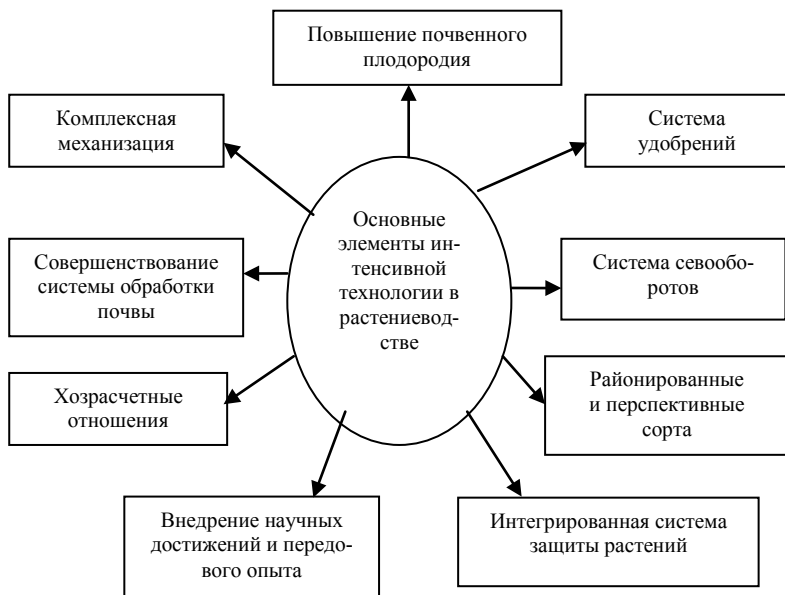 Повышение почвенного
плодородия
Комплексная
механизация
Система
удобрений
Основные
элементы ин-
тенсивной
технологии в
растениевод-
стве
Совершенствование
системы обработки
почвы
Система севообо-
ротов
Хозрасчетные
отношения
Районированные
и перспективные
сорта
Внедрение научных
достижений и передо-
вого опыта
Интегрированная система
защиты растений